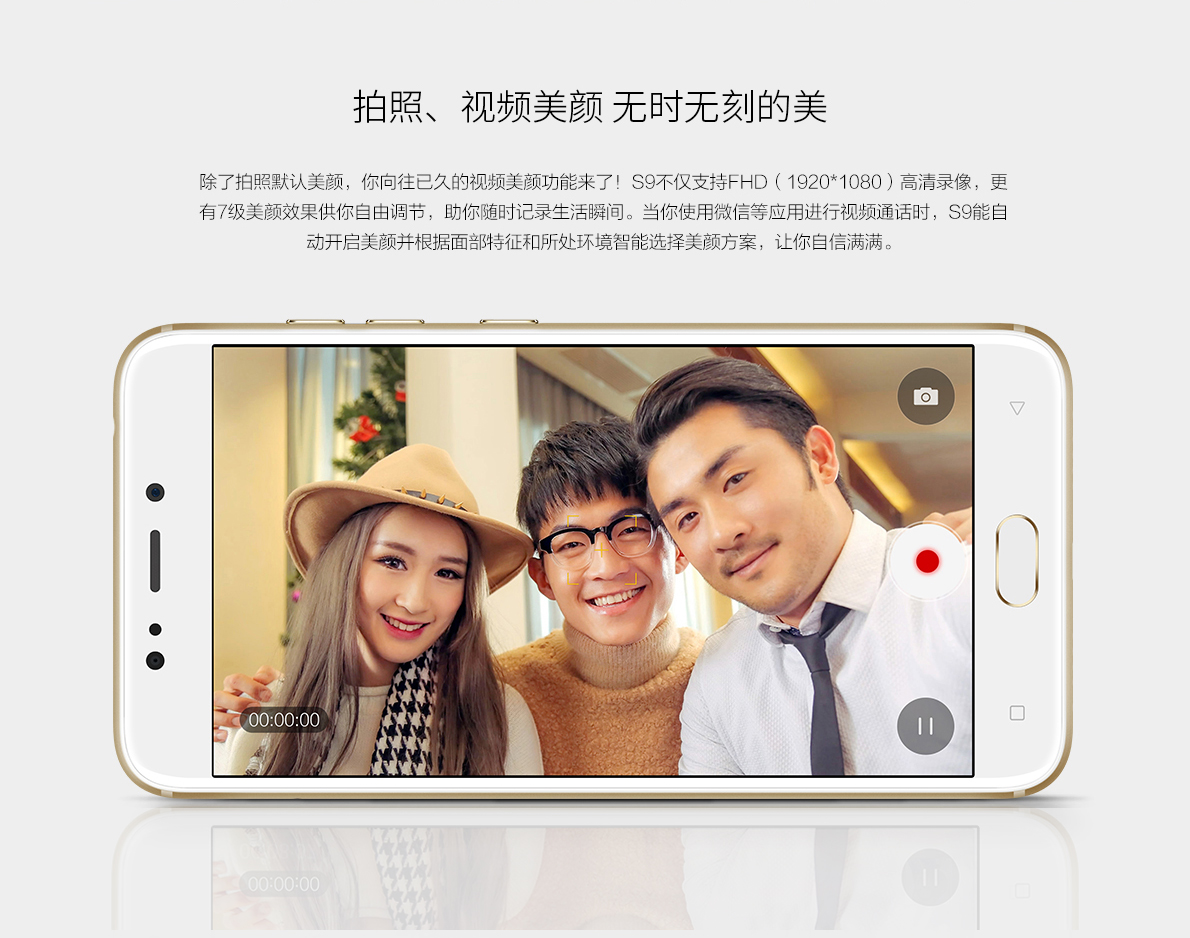 拍照、视频美颜 无时无刻的美
除了拍照默认美颜，你向往已久的视频美颜功能来了！S9不仅支持FHD（1920*1080）高清录像，更
有7级美颜效果供你自由调节，助你随时记录生活瞬间。当你使用微信等应用进行视频通话时，S9能自
动开启美颜并根据面部特征和所处环境智能选择美颜方案，让你自信满满。
00:00:00
00:00:00